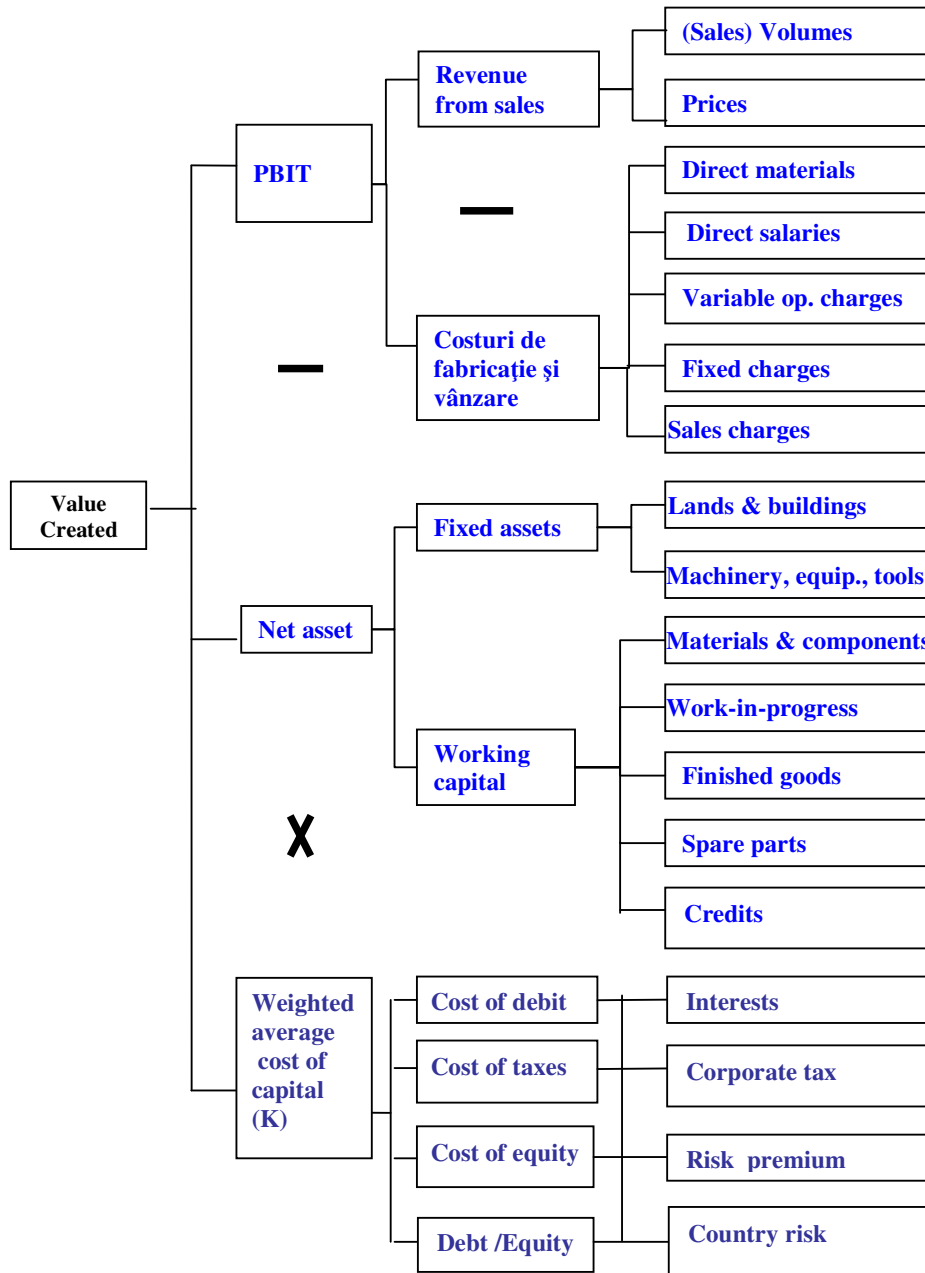 (Sales) Volumes
Revenue
from sales
Prices
PBIT
Direct materials
Direct salaries
Variable op. charges
Costuri de
fabricaţie şi
vânzare
Fixed charges
Sales charges
Value
Created
Fixed assets
Lands & buildings
Machinery, equip., tools
Net asset
Materials & components
Work-in-progress
Working
capital
Finished goods
Spare parts
Credits
Weighted
average
cost of
capital
(K)
Cost of debit
Interests
Cost of taxes
Corporate tax
Cost of equity
Risk premium
Debt /Equity
Country risk